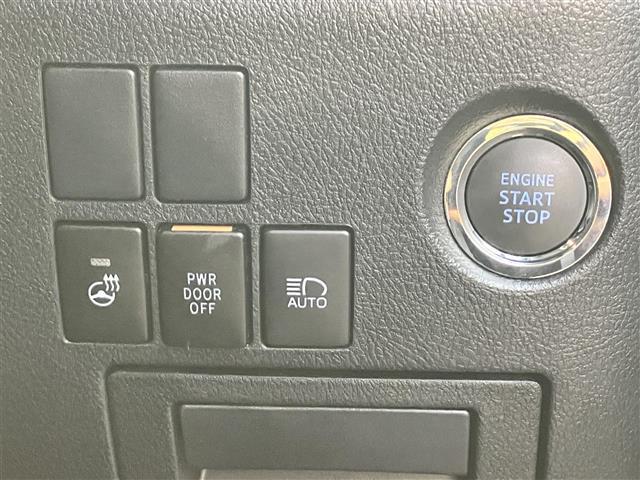 ENGINE
START
STOP
PWR
DOOR
OFF
AUTO